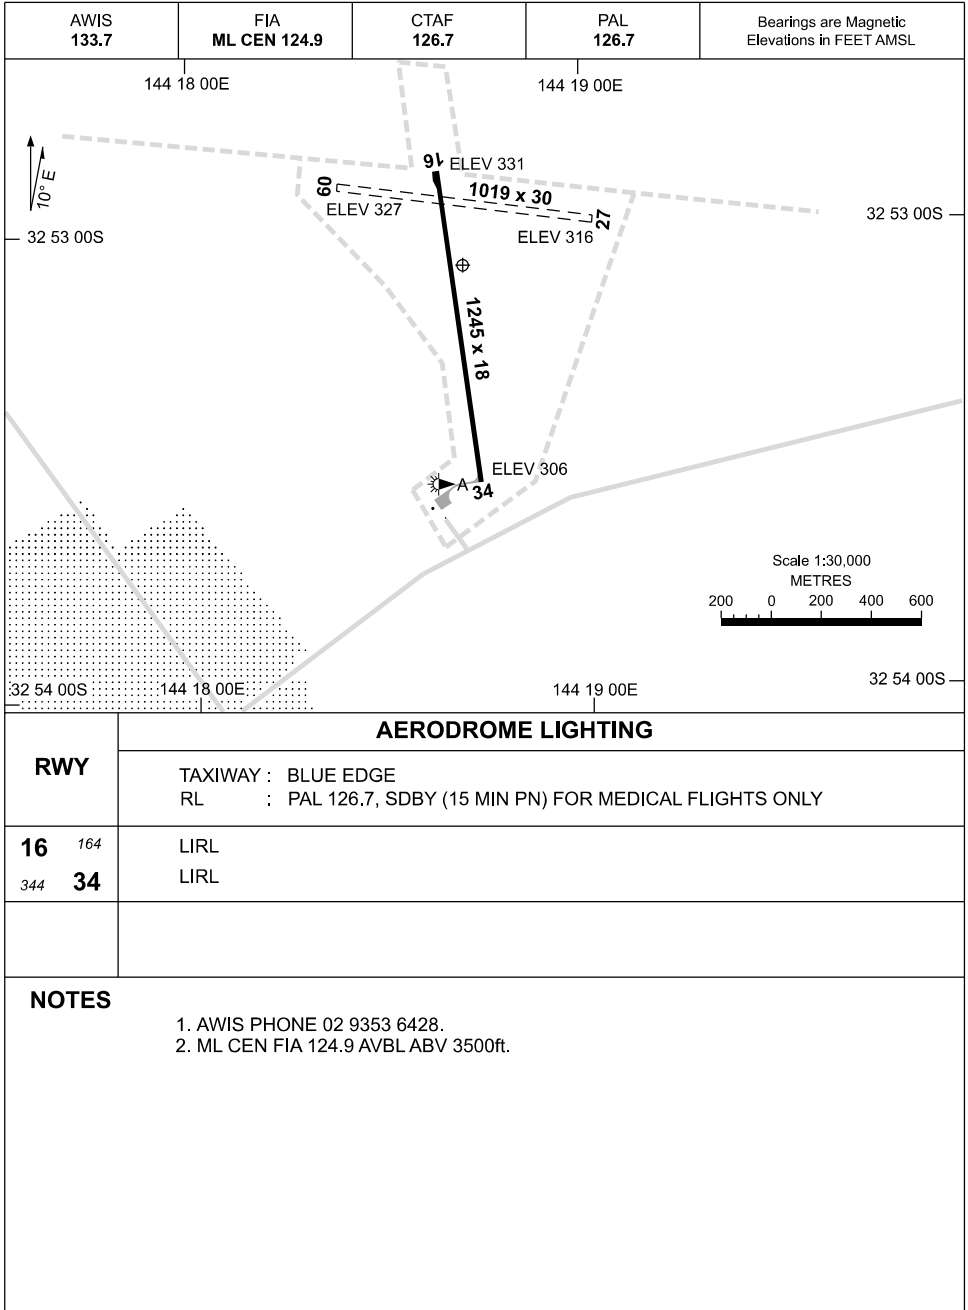 AWIS
133.7
FIA
ML CEN 124.9
CTAF
126.7
PAL
126.7
Bearings are Magnetic
Elevations in FEET AMSL
144 18 00E
144 19 00E
10° E
16
ELEV 331
09
1019 x 30
ELEV 327
27
ELEV 316
32 53 00S
32 53 00S
1245 x 18
ELEV 306
A
34
Scale 1:30,000
METRES
200 0 200 400 600
32 54 00S
32 54 00S
144 18 00E
144 19 00E
RWY
AERODROME LIGHTING
TAXIWAY : BLUE EDGE
RL : PAL 126.7, SDBY (15 MIN PN) FOR MEDICAL FLIGHTS ONLY
16 164 LIRL
344 34 LIRL
NOTES
1. AWIS PHONE 02 9353 6428.
2. ML CEN FIA 124.9 AVBL ABV 3500ft.